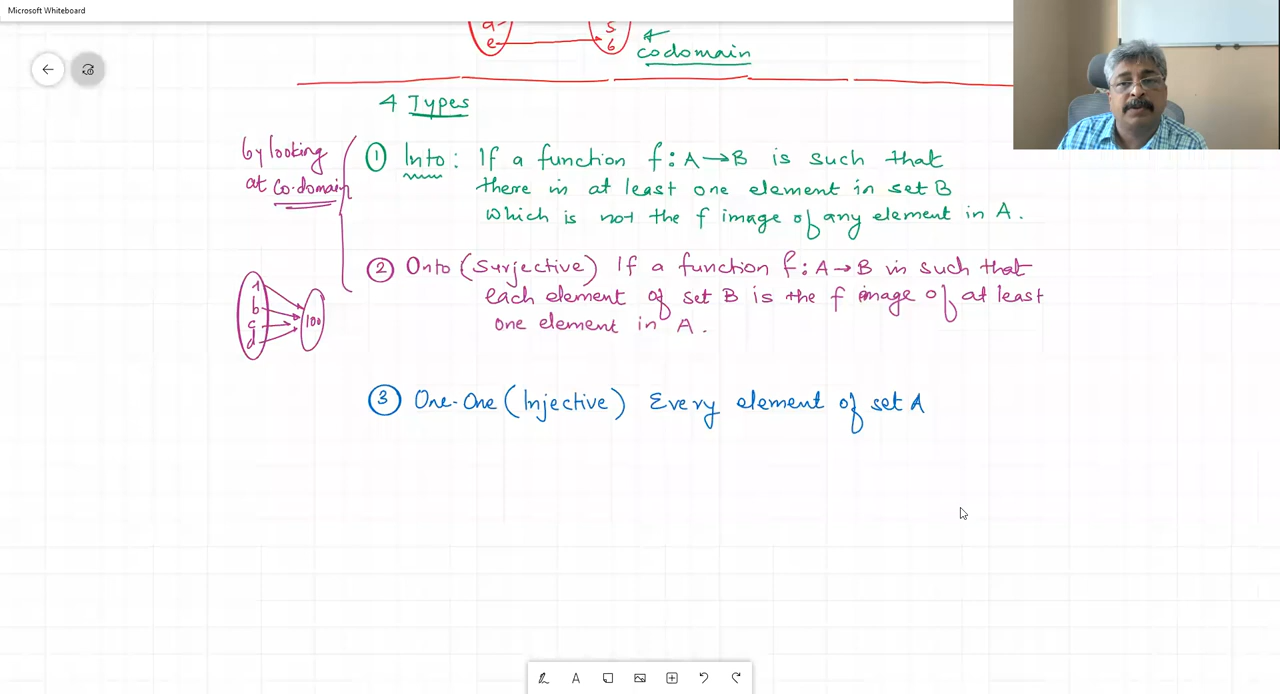 Microsoft Whiteboard
e
6
codomain
4 Types
by looking
at co-domain
① Into: If a function f: A→B is such that
there is at least one element in set B
which is not the f image of any element in A.
② Onto (Surjective) If a function f: A→B is such that
each element of set B is the f image of at least
one element in A.
b
c
d
100
③ One-One (Injective) Every element of set A
A